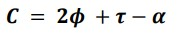 C = 2ϕ + τ − α